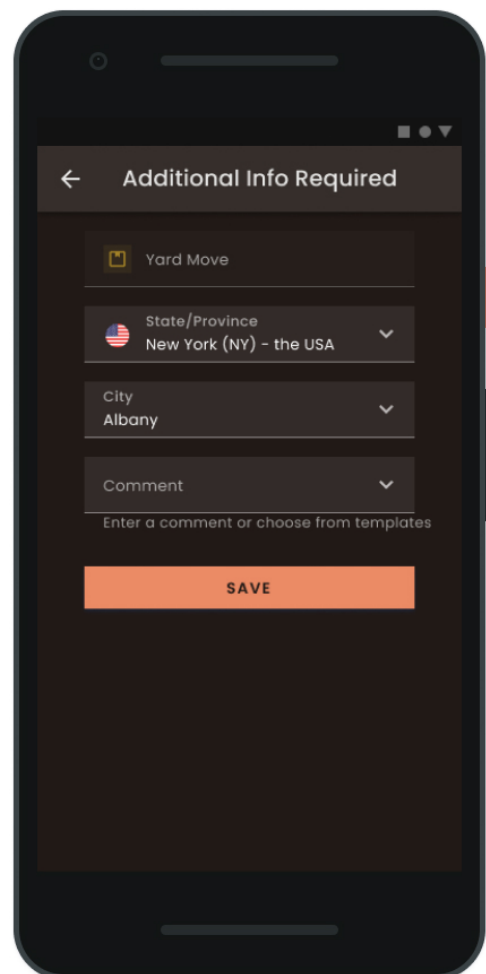 Additional Info Required
Yard Move
State/Province
New York (NY) - the USA
City
Albany
Comment
Enter a comment or choose from templates
SAVE